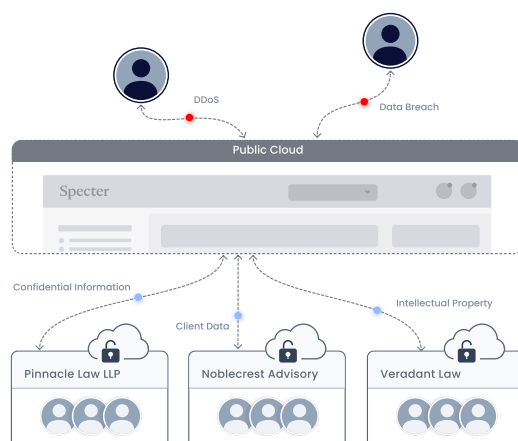 DDoS
Data Breach
Public Cloud
Specter
Confidential Information
Intellectual Property
Client Data
Pinnacle Law LLP
Noblecrest Advisory
Veradant Law